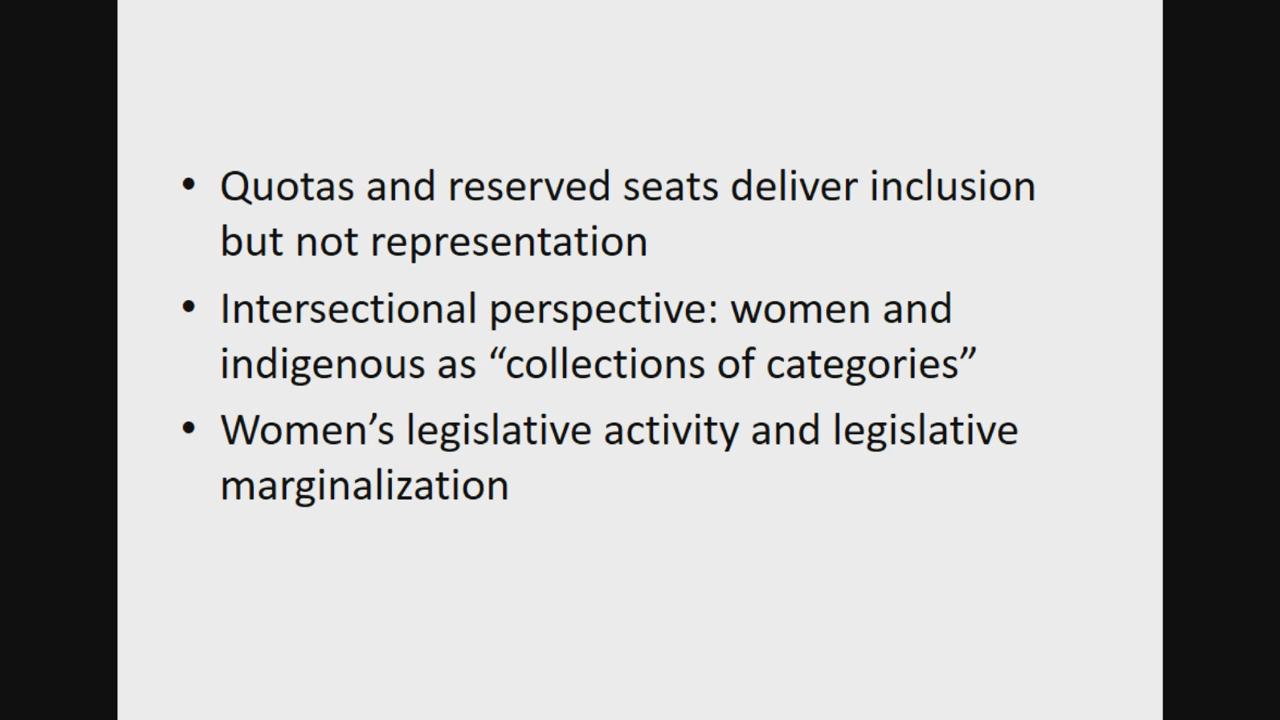 • Quotas and reserved seats deliver inclusion
but not representation
• Intersectional perspective: women and
indigenous as “collections of categories”
• Women’s legislative activity and legislative
marginalization